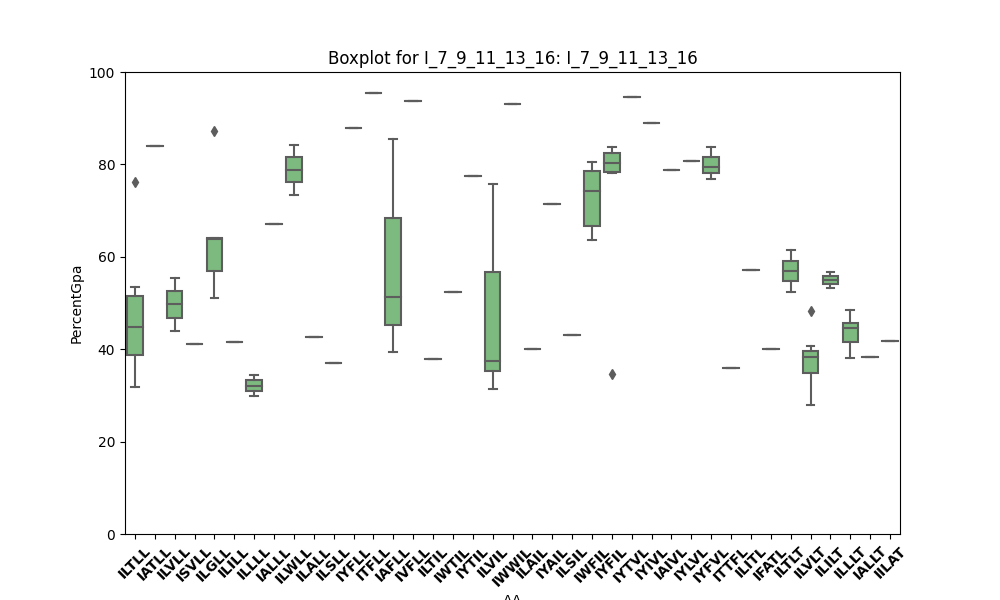 Boxplot for I_7_9_11_13_16: I_7_9_11_13_16
100
80
60
40
20
0
PercentGpa
ILTLL IATLL ILVLL ISVLL ILGLL ILILL ILLLL IALLL ILWLL ILALL ILSLL IYFLL ITFLL IAFLL IVFLL ILTIL IWTIL IYTIL ILVIL IWWIL ILAIL IYAIL ILSIL IWFIL IYFIL IYTVL IYIVL IAIVL IYLVL IYFVL ITTFL ILITL IFATL ILTLT ILVLT ILILT ILLLT IALLT IILAT